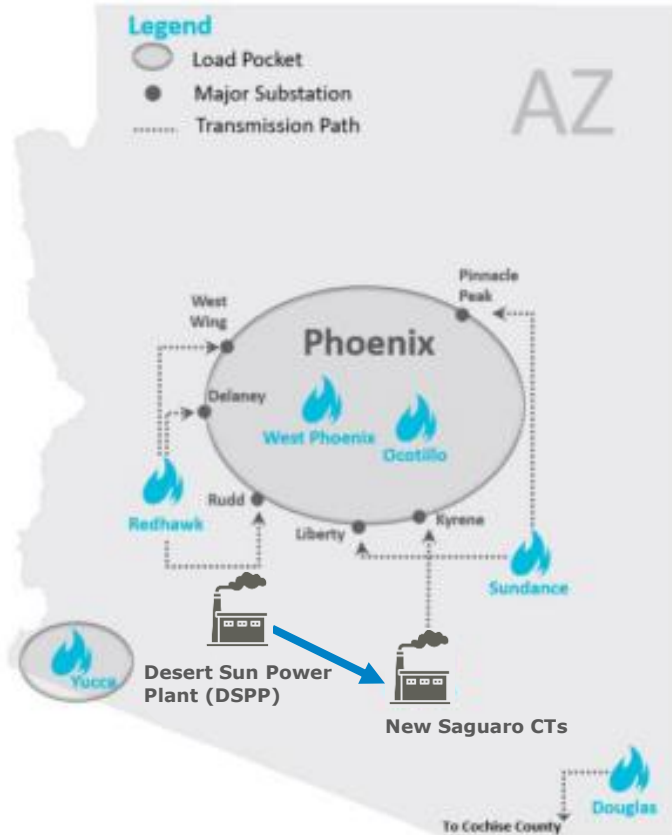 Legend
Load Pocket
Major Substation
Transmission Path
AZ
Pinnacle
Peak
West
Wing
Phoenix
Delaney
West Phoenix
Ocotillo
Redhawk
Rudd
Liberty
Kyrene
Sundance
Yucca
Desert Sun Power
Plant (DSPP)
New Saguaro CTs
Douglas
To Cochise County